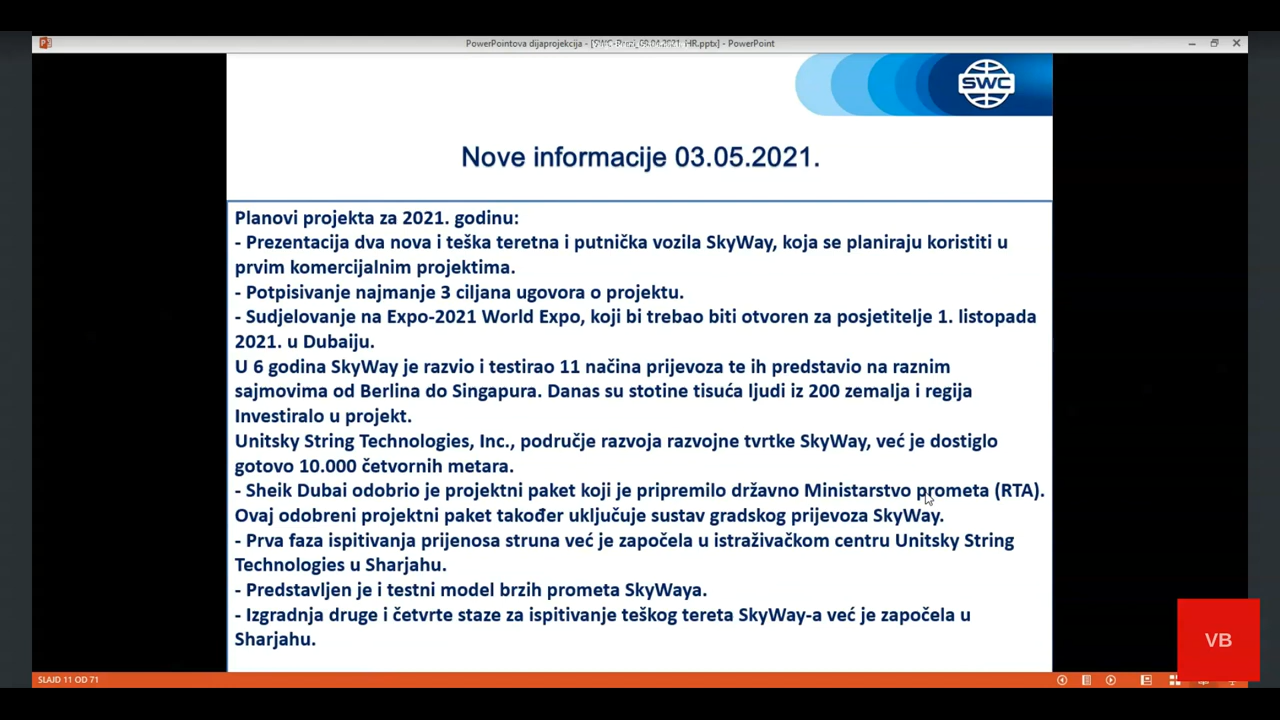 PowerPointova dijaprojekcija - [SWC-Prezi_09.04.2021. HR.pptx] - PowerPoint
SWC
Nove informacije 03.05.2021.
Planovi projekta za 2021. godinu:
- Prezentacija dva nova i teška teretna i putnička vozila SkyWay, koja se planiraju koristiti u
prvim komercijalnim projektima.
- Potpisivanje najmanje 3 ciljana ugovora o projektu.
- Sudjelovanje na Expo-2021 World Expo, koji bi trebao biti otvoren za posjetitelje 1. listopada
2021. u Dubaiju.
U 6 godina SkyWay je razvio i testirao 11 načina prijevoza te ih predstavio na raznim
sajmovima od Berlina do Singapura. Danas su stotine tisuća ljudi iz 200 zemalja i regija
Investiralo u projekt.
Unitsky String Technologies, Inc., područje razvoja razvojne tvrtke SkyWay, već je dostiglo
gotovo 10.000 četvornih metara.
- Sheik Dubai odobrio je projektni paket koji je pripremilo državno Ministarstvo prometa (RTA).
Ovaj odobreni projektni paket također uključuje sustav gradskog prijevoza SkyWay.
- Prva faza ispitivanja prijenosa struna već je započela u istraživačkom centru Unitsky String
Technologies u Sharjahu.
- Predstavljen je i testni model brzih prometa SkyWaya.
- Izgradnja druge i četvrte staze za ispitivanje teškog tereta SkyWay-a već je započela u
Sharjahu.
VB
SLAJD 11 OD 71